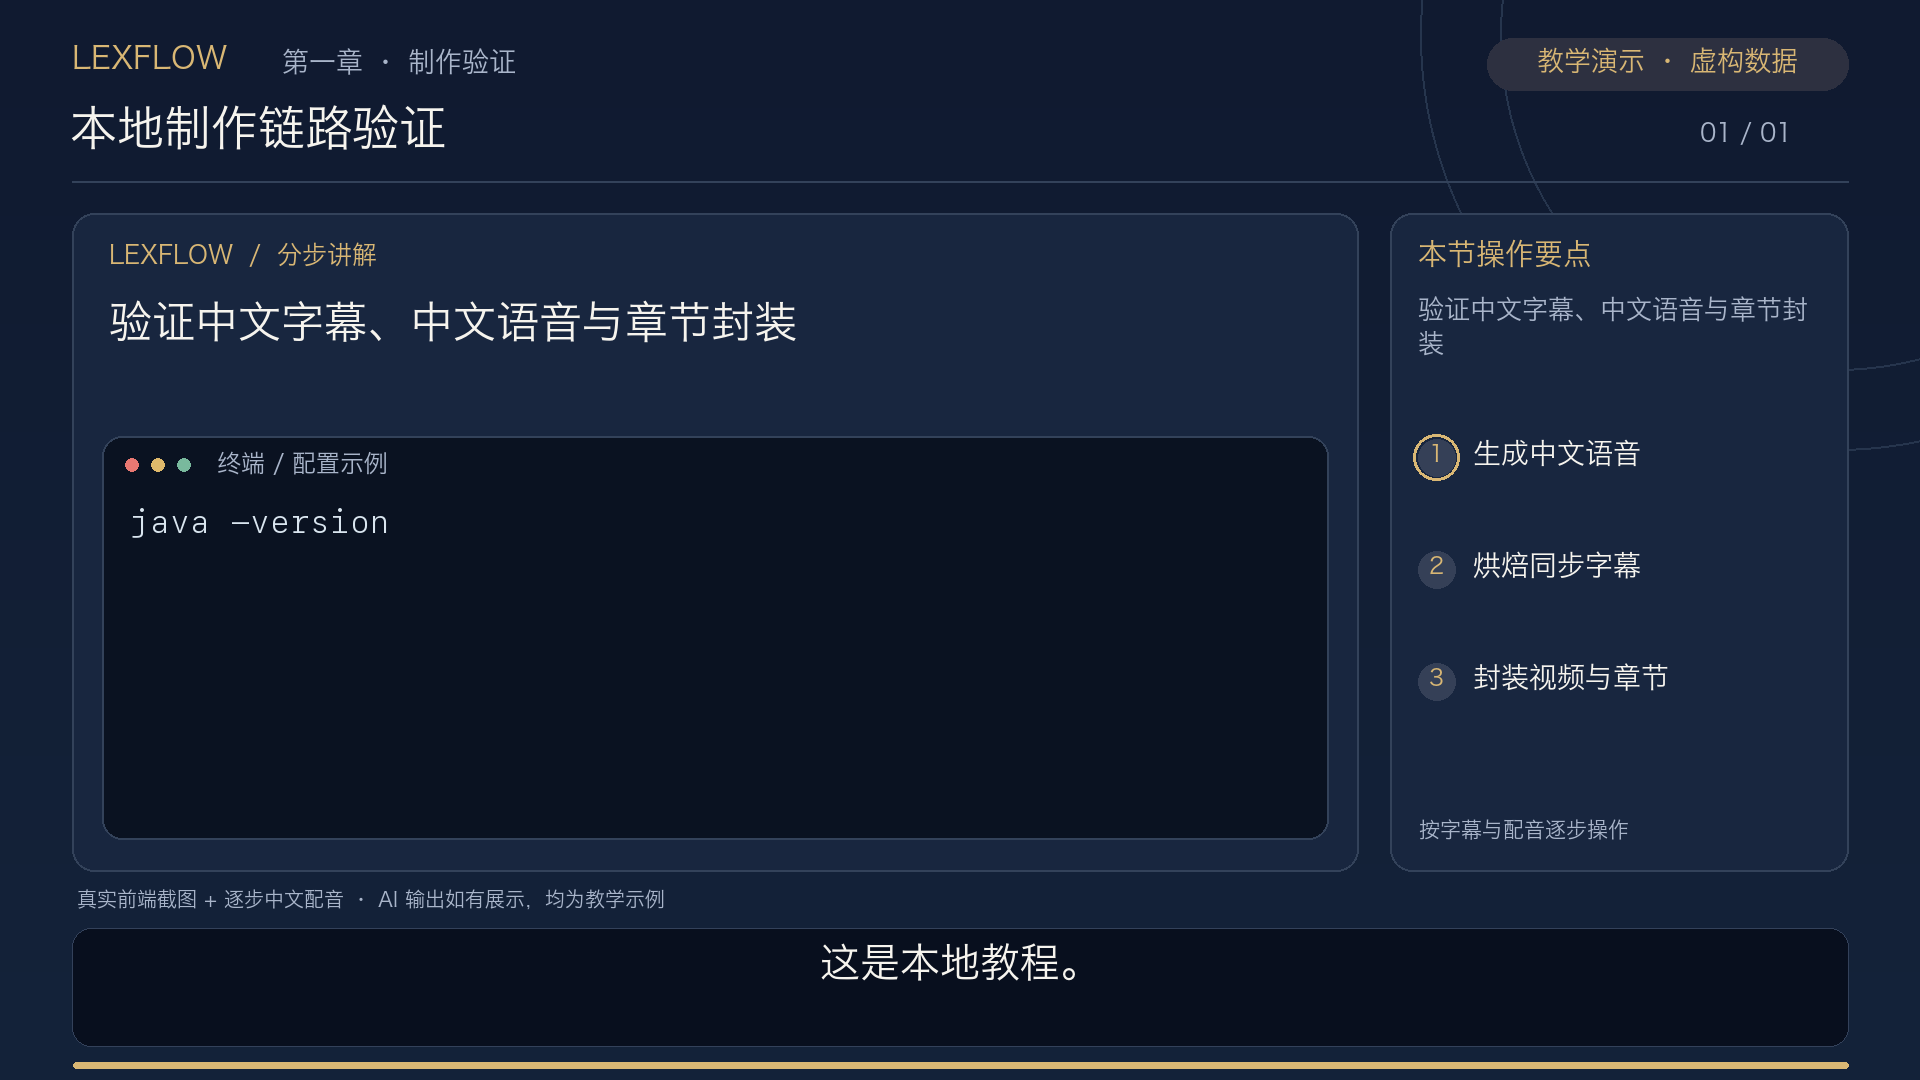 LEXFLOW 第一章 · 制作验证
教学演示 · 虚构数据
本地制作链路验证
01 / 01
LEXFLOW / 分步讲解
验证中文字幕、中文语音与章节封装
终端 / 配置示例
java –version
本节操作要点
验证中文字幕、中文语音与章节封
装
1 生成中文语音
2 烘焙同步字幕
3 封装视频与章节
按字幕与配音逐步操作
真实前端截图 + 逐步中文配音 · AI 输出如有展示，均为教学示例
这是本地教程。